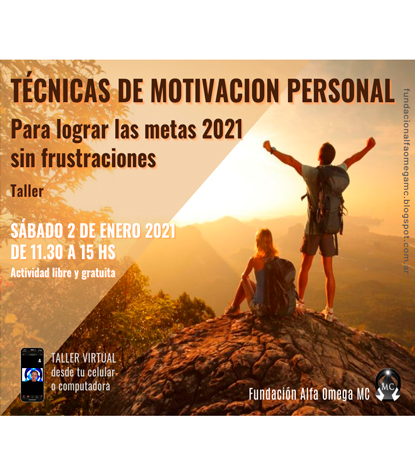 TÉCNICAS DE MOTIVACION PERSONAL
Para lograr las metas 2021
sin frustraciones
Taller
SÁBADO 2 DE ENERO 2021
DE 11.30 A 15 HS
Actividad libre y gratuita
TALLER VIRTUAL
desde tu celular
o computadora
Fundación Alfa Omega MC
MC
fundacionalfaomegamc.blogspot.com.ar